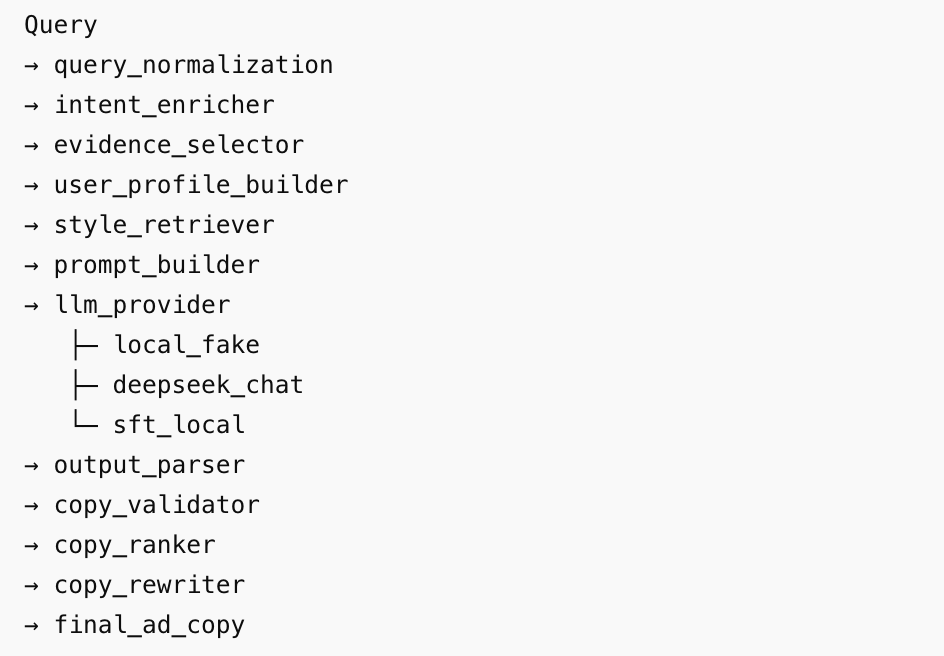 Query
→ query_normalization
→ intent_enricher
→ evidence_selector
→ user_profile_builder
→ style_retriever
→ prompt_builder
→ llm_provider
   ├─ local_fake
   ├─ deepseek_chat
   └─ sft_local
→ output_parser
→ copy_validator
→ copy_ranker
→ copy_rewriter
→ final_ad_copy